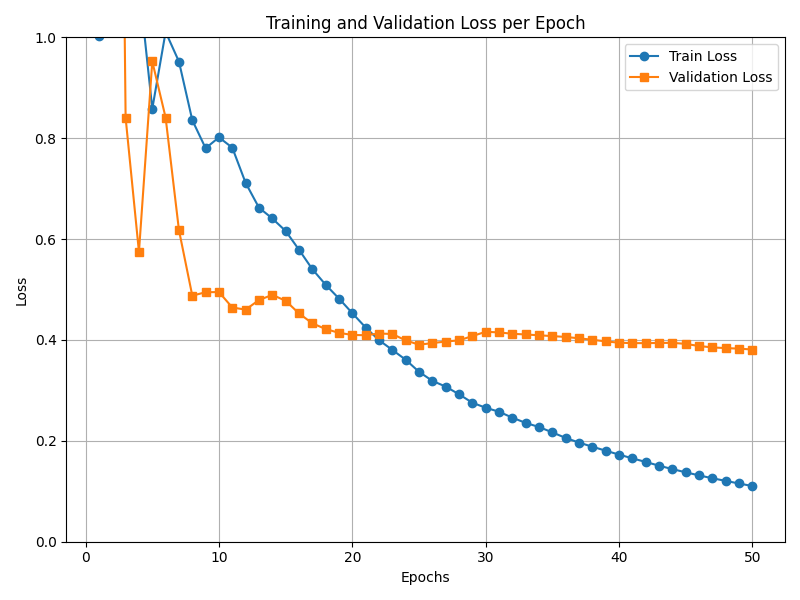 Training and Validation Loss per Epoch
1.0
0.8
0.6
0.4
0.2
0.0
Loss
Train Loss
Validation Loss
0 10 20 30 40 50
Epochs